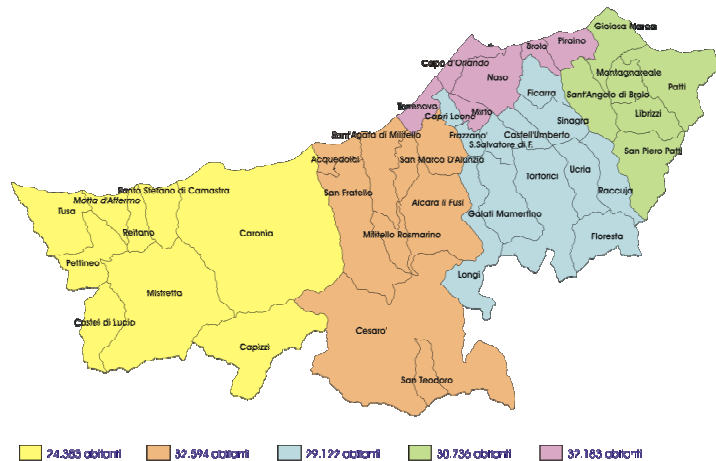 Gioiosa Marea
Brolo
Piraino
Capo d'Orlando
Naso
Montagnareale
Patti
Ficarra
Sant'Angelo di Brolo
Torrenova
Mirto
Librizzi
Capri Leone
Sinagra
Sant'Agata di Militello
Frazzano'
Castell'Umberto
S.Salvatore di F.
San Piero Patti
Acquedolci
San Marco D'Alunzio
Ucria
Tortorici
San Fratello
Raccuja
Santo Stefano di Camastra
Motta d'Affermo
Alcara li Fusi
Tusa
Galati Mamertino
Reitano
Caronia
Militello Rosmarino
Floresta
Pettineo
Longi
Mistretta
Castel di Lucio
Cesaro'
Capizzi
San Teodoro
24.383 abitanti
32.594 abitanti
29.122 abitanti
30.736 abitanti
32.183 abitanti